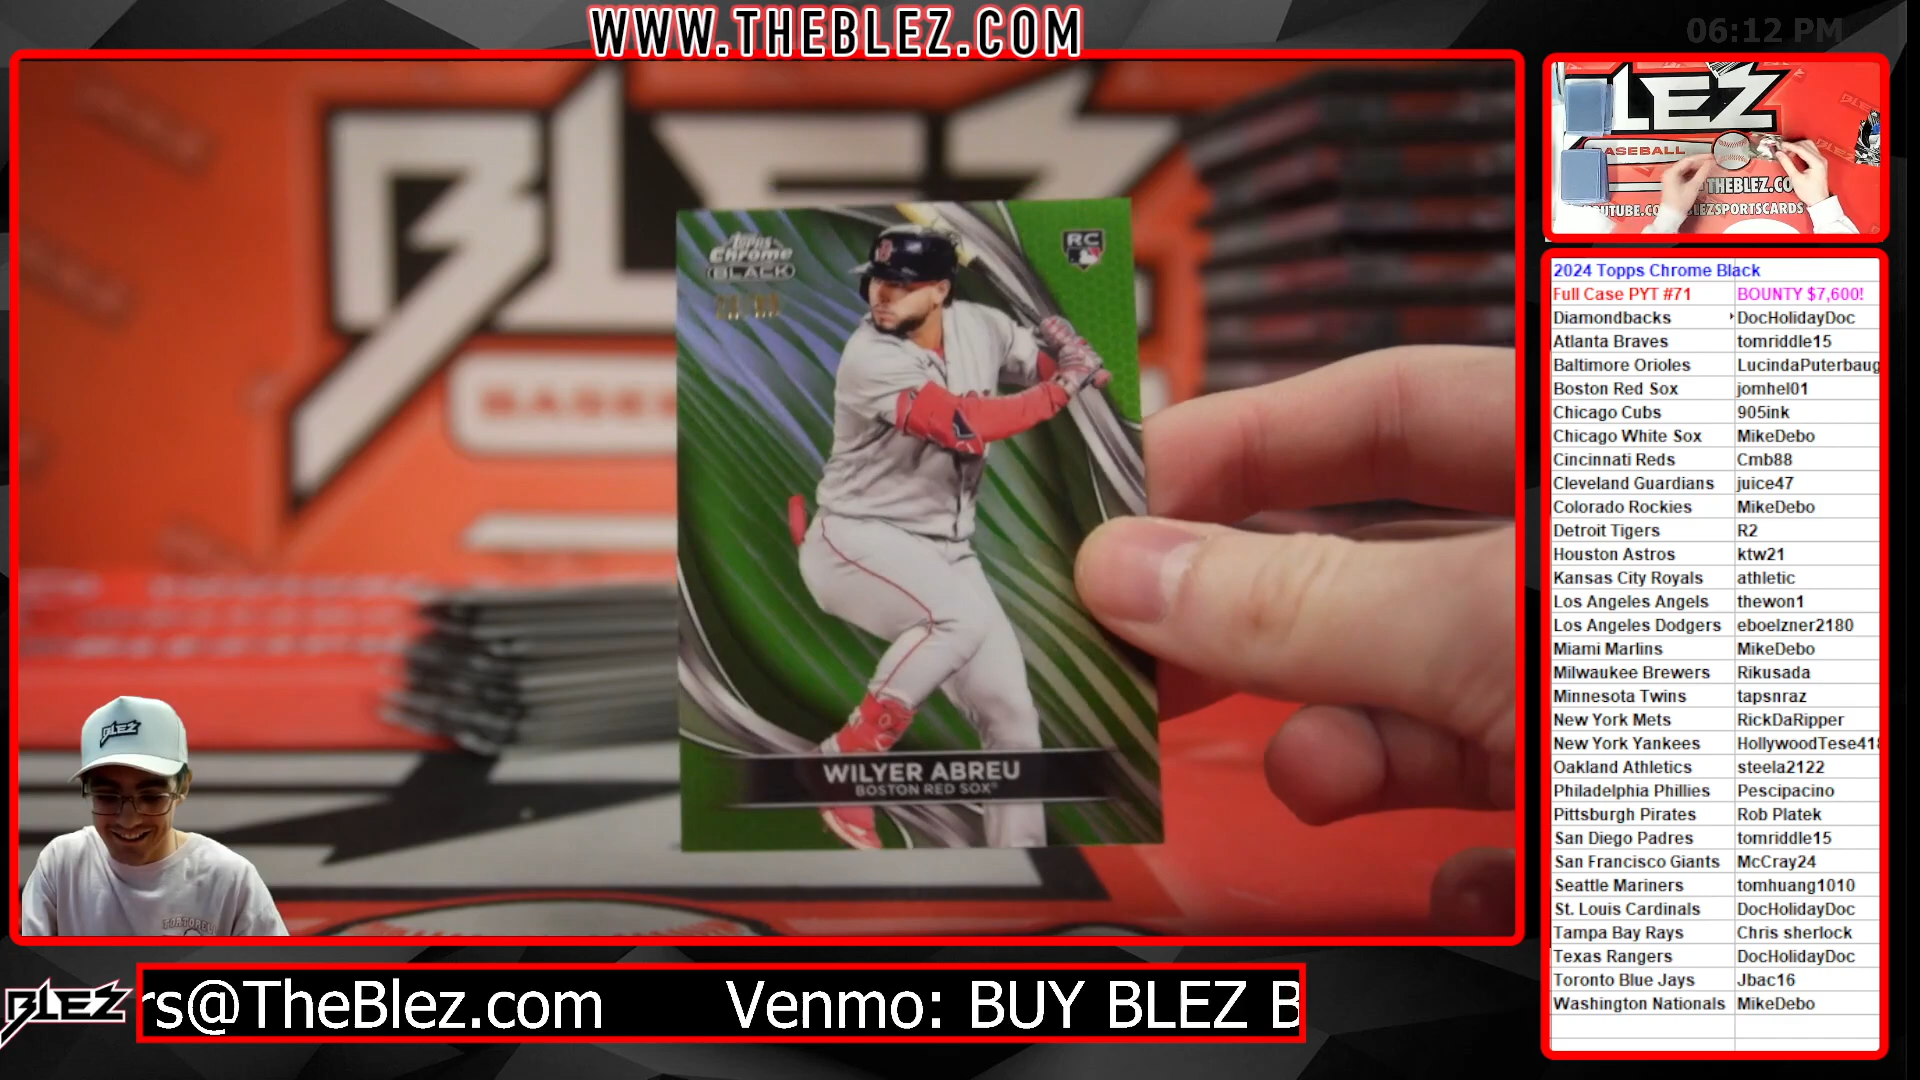 WWW.THEBLEZ.COM
06:12 PM
BLEZ
Topps
Chrome
BLACK
RC
WILYER ABREU
BOSTON RED SOX
BLEZ
LEZ
BASEBALL
THEBLEZ.CO
2024 Topps Chrome Black
Full Case PYT #71 BOUNTY $7,600!
Diamondbacks DocHolidayDoc
Atlanta Braves tomriddle15
Baltimore Orioles LucindaPuterbaug
Boston Red Sox jomhel01
Chicago Cubs 905ink
Chicago White Sox MikeDebo
Cincinnati Reds Cmb88
Cleveland Guardians juice47
Colorado Rockies MikeDebo
Detroit Tigers R2
Houston Astros ktw21
Kansas City Royals athletic
Los Angeles Angels thewon1
Los Angeles Dodgers eboelzner2180
Miami Marlins MikeDebo
Milwaukee Brewers Rikusada
Minnesota Twins tapsnraz
New York Mets RickDaRipper
New York Yankees HollywoodTese418
Oakland Athletics steela2122
Philadelphia Phillies Pescipacino
Pittsburgh Pirates Rob Platek
San Diego Padres tomriddle15
San Francisco Giants McCray24
Seattle Mariners tomhuang1010
St. Louis Cardinals DocHolidayDoc
Tampa Bay Rays Chris sherlock
Texas Rangers DocHolidayDoc
Toronto Blue Jays Jbac16
Washington Nationals MikeDebo
BLEZ
rs@TheBlez.com Venmo: BUY BLEZ B